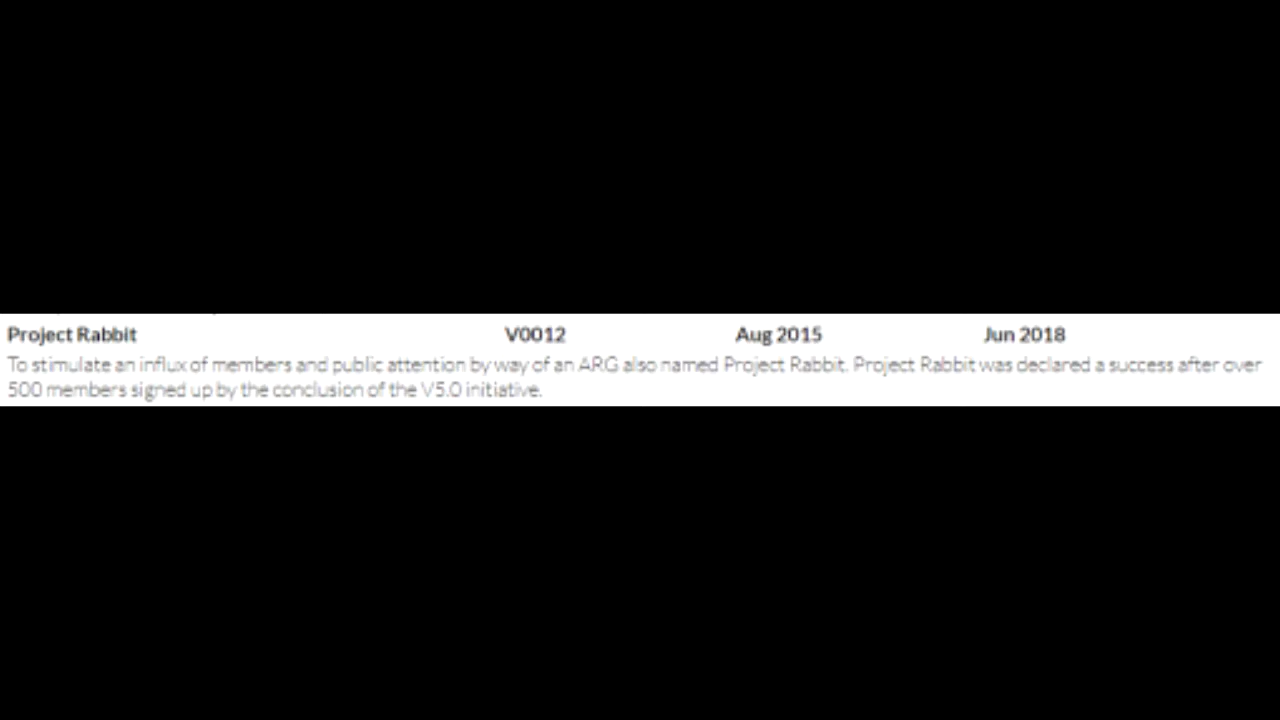 Project Rabbit V0012 Aug 2015 Jun 2018
To stimulate an influx of members and public attention by way of an ARG also named Project Rabbit. Project Rabbit was declared a success after over
500 members signed up by the conclusion of the V5.0 initiative.